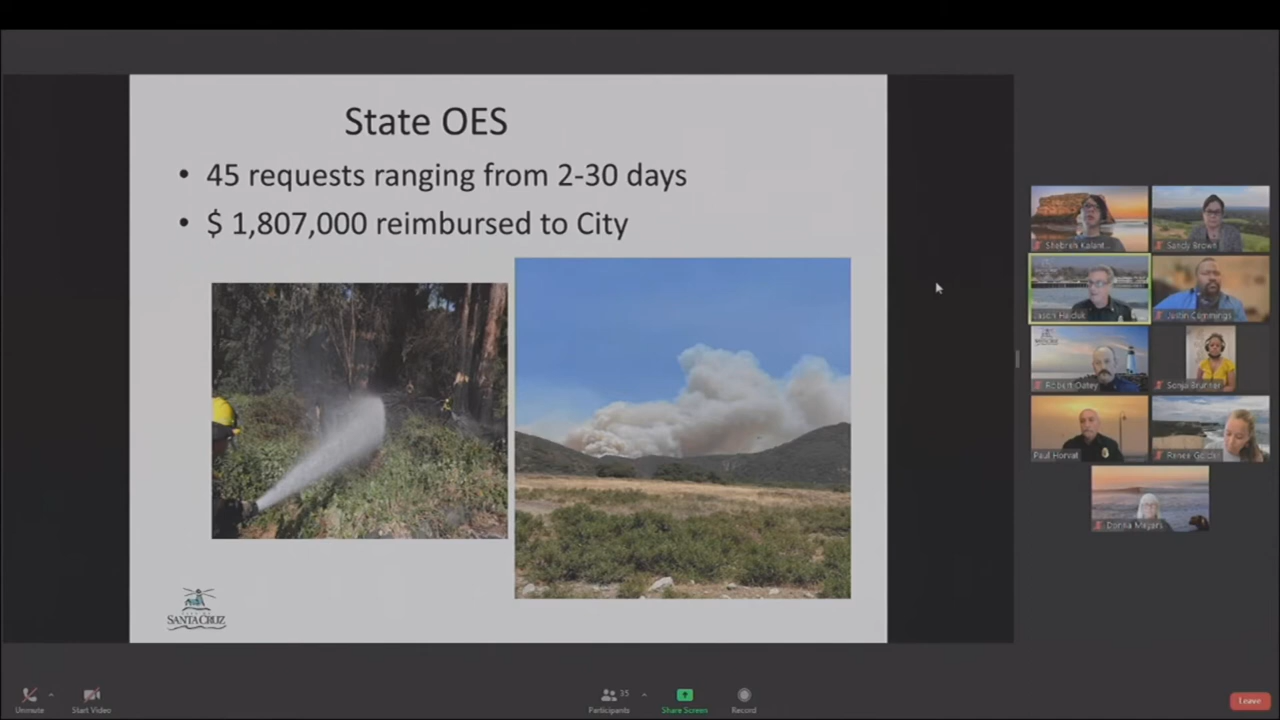 State OES
• 45 requests ranging from 2-30 days
• $ 1,807,000 reimbursed to City
SANTA CRUZ
Shebreh Kalant...
Sandy Brown
Jason Hajduk
Justin Cummings
Robert Oatey
Sonja Brunner
Paul Horvat
Renee Golder
Donna Meyers
Unmute
Start Video
Participants
35
Share Screen
Record
Leave